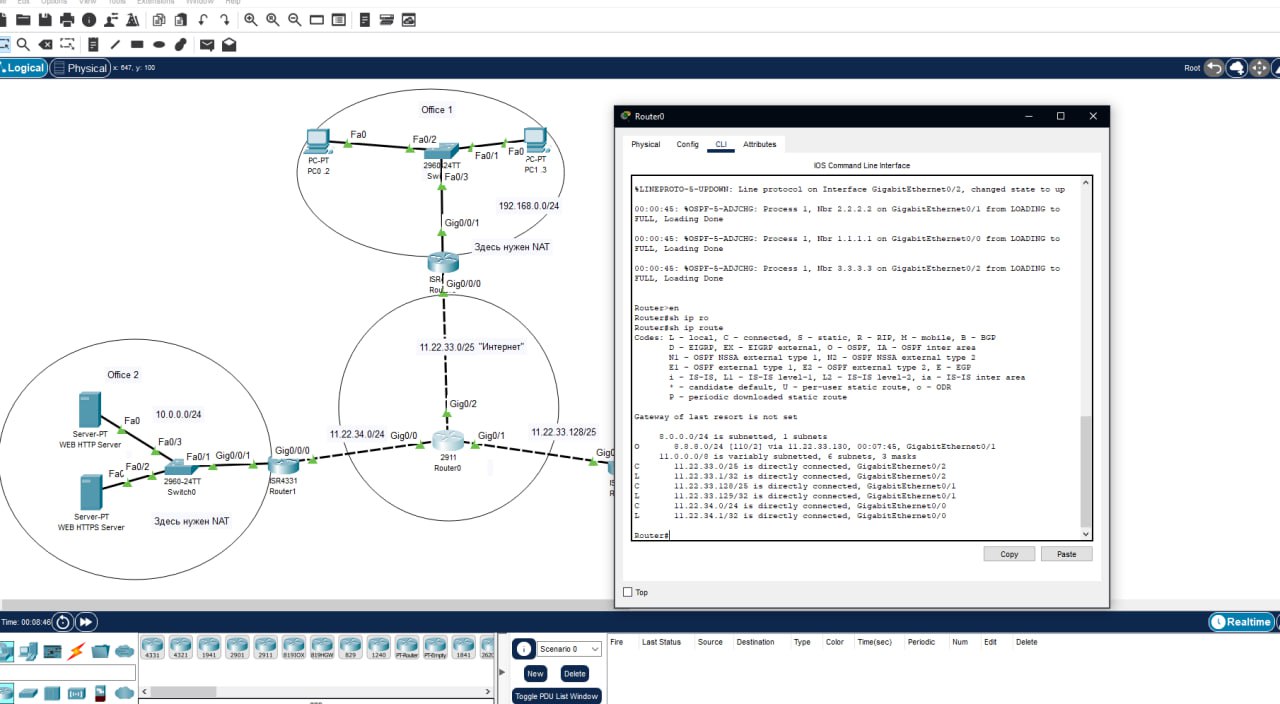 File Edit Options View Tools Extensions Window Help
Logical
Physical
x: 647, y: 100
Root
Office 1
Fa0
Fa0/2
Fa0/1
Fa0
PC-PT
PC0 .2
2960-24TT
Fa0/3
PC-PT
PC1 .3
192.168.0.0/24
Gig0/0/1
Здесь нужен NAT
Gig0/0/0
11.22.33.0/25 "Интернет"
Gig0/2
11.22.34.0/24
Gig0/0
Gig0/1
11.22.33.128/25
2911
Router0
Office 2
10.0.0.0/24
Fa0
Server-PT
WEB HTTP Server
Fa0/3
Fa0/1
Gig0/0/1
Gig0/0/0
Fa0/2
2960-24TT
Switch0
ISR4331
Router1
Server-PT
WEB HTTPS Server
Здесь нужен NAT
Router0
Physical Config CLI Attributes
IOS Command Line Interface
%LINEPROTO-5-UPDOWN: Line protocol on Interface GigabitEthernet0/2, changed state to up
00:00:45: %OSPF-5-ADJCHG: Process 1, Nbr 2.2.2.2 on GigabitEthernet0/1 from LOADING to
FULL, Loading Done
00:00:45: %OSPF-5-ADJCHG: Process 1, Nbr 1.1.1.1 on GigabitEthernet0/0 from LOADING to
FULL, Loading Done
00:00:45: %OSPF-5-ADJCHG: Process 1, Nbr 3.3.3.3 on GigabitEthernet0/2 from LOADING to
FULL, Loading Done
Router>en
Router#sh ip ro
Router#sh ip route
Codes: L - local, C - connected, S - static, R - RIP, M - mobile, B - BGP
D - EIGRP, EX - EIGRP external, O - OSPF, IA - OSPF inter area
N1 - OSPF NSSA external type 1, N2 - OSPF NSSA external type 2
E1 - OSPF external type 1, E2 - OSPF external type 2, E - EGP
i - IS-IS, L1 - IS-IS level-1, L2 - IS-IS level-2, ia - IS-IS inter area
* - candidate default, U - per-user static route, o - ODR
P - periodic downloaded static route
Gateway of last resort is not set
8.0.0.0/24 is subnetted, 1 subnets
O 8.8.8.0/24 [110/2] via 11.22.33.130, 00:07:45, GigabitEthernet0/1
11.0.0.0/8 is variably subnetted, 6 subnets, 3 masks
C 11.22.33.0/25 is directly connected, GigabitEthernet0/2
L 11.22.33.1/32 is directly connected, GigabitEthernet0/2
C 11.22.33.128/25 is directly connected, GigabitEthernet0/1
L 11.22.33.129/32 is directly connected, GigabitEthernet0/1
C 11.22.34.0/24 is directly connected, GigabitEthernet0/0
L 11.22.34.1/32 is directly connected, GigabitEthernet0/0
Router#
Copy Paste
Top
Time: 00:08:46
Realtime
4331 4321 1941 2901 2911 819IOX 819HGW 829 1240 PT-Router PT-Empty 1841
Scenario 0
New Delete
Toggle PDU List Window
Fire Last Status Source Destination Type Color Time(sec) Periodic Num Edit Delete